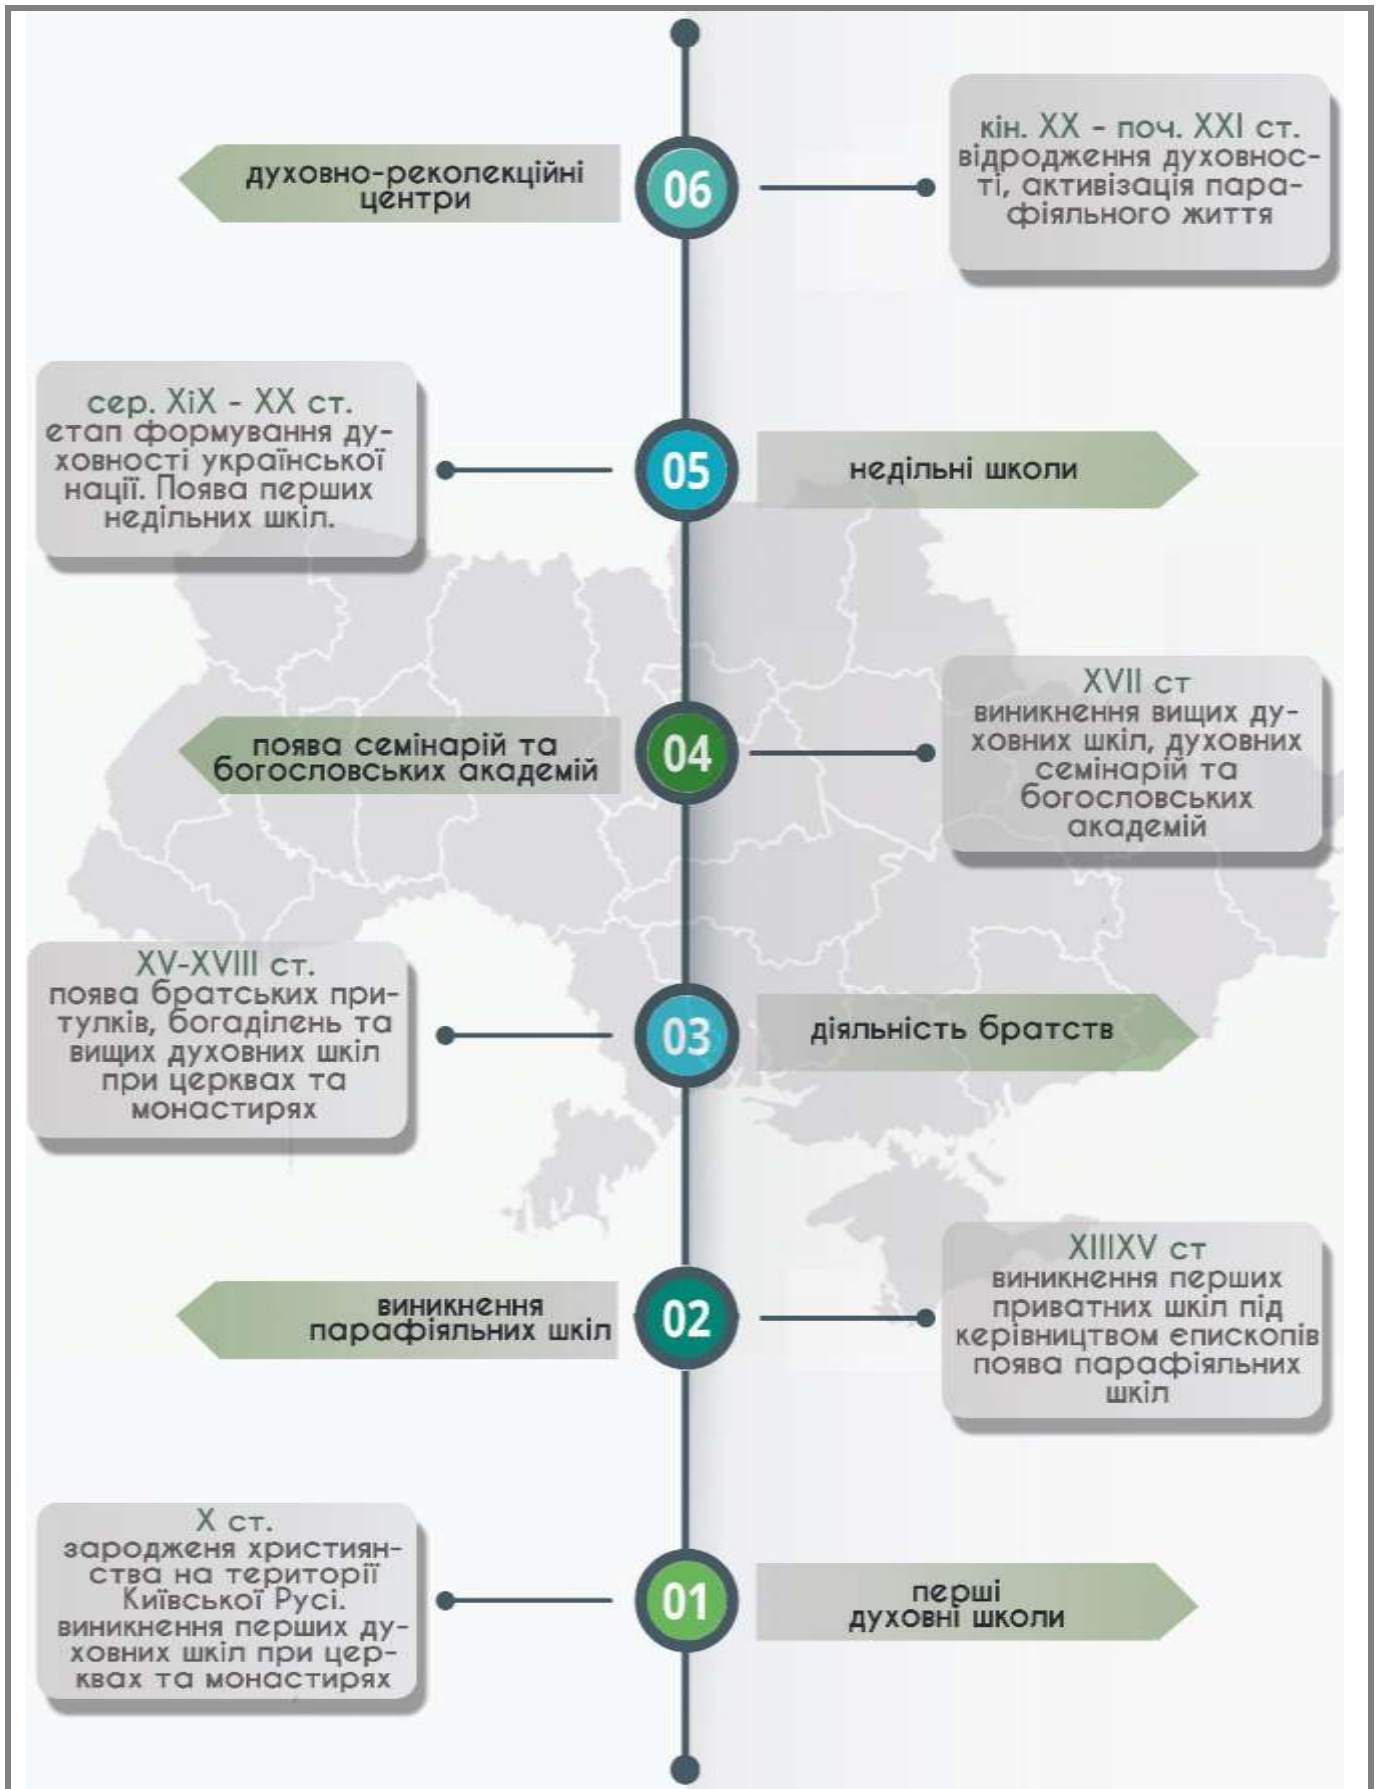 кін. XX - поч. XXI ст.
відродження духовнос-
ті, активізація пара-
фіяльного життя
06
духовно-реколекційні
центри
сер. XіX - XX ст.
етап формування ду-
ховності української
нації. Поява перших
недільних шкіл.
05
недільні школи
XVII ст
виникнення вищих ду-
ховних шкіл, духовних
семінарій та
богословських
академій
04
поява семінарій та
богословських академій
XV-XVIII ст.
поява братських при-
тулків, богаділень та
вищих духовних шкіл
при церквах та
монастирях
03
діяльність братств
XIIIXV ст
виникнення перших
приватних шкіл під
керівництвом епископів
поява парафіяльних
шкіл
02
виникнення
парафіяльних шкіл
X ст.
зародженя християн-
ства на території
Київської Русі.
виникнення перших ду-
ховних шкіл при цер-
квах та монастирях
01
перші
духовні школи